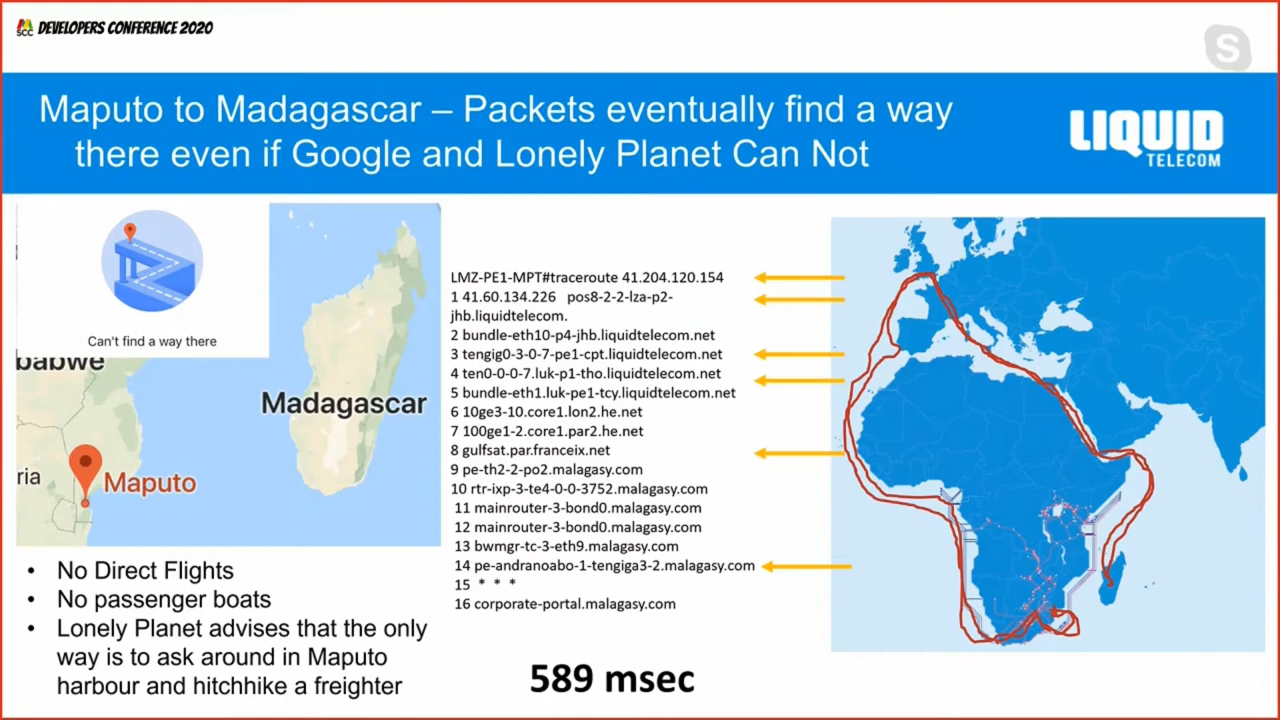 SCC DEVELOPERS CONFERENCE 2020
S
Maputo to Madagascar – Packets eventually find a way
there even if Google and Lonely Planet Can Not
LIQUID
TELECOM
Can't find a way there
babwe
Madagascar
ria
Maputo
• No Direct Flights
• No passenger boats
• Lonely Planet advises that the only
way is to ask around in Maputo
harbour and hitchhike a freighter
LMZ-PE1-MPT#traceroute 41.204.120.154
1 41.60.134.226 pos8-2-2-lza-p2-
jhb.liquidtelecom.
2 bundle-eth10-p4-jhb.liquidtelecom.net
3 tengig0-3-0-7-pe1-cpt.liquidtelecom.net
4 ten0-0-0-7.luk-p1-tho.liquidtelecom.net
5 bundle-eth1.luk-pe1-tcy.liquidtelecom.net
6 10ge3-10.core1.lon2.he.net
7 100ge1-2.core1.par2.he.net
8 gulfsat.par.franceix.net
9 pe-th2-2-po2.malagasy.com
10 rtr-ixp-3-te4-0-0-3752.malagasy.com
11 mainrouter-3-bond0.malagasy.com
12 mainrouter-3-bond0.malagasy.com
13 bwmgr-tc-3-eth9.malagasy.com
14 pe-andranoabo-1-tengiga3-2.malagasy.com
15 * * *
16 corporate-portal.malagasy.com
589 msec